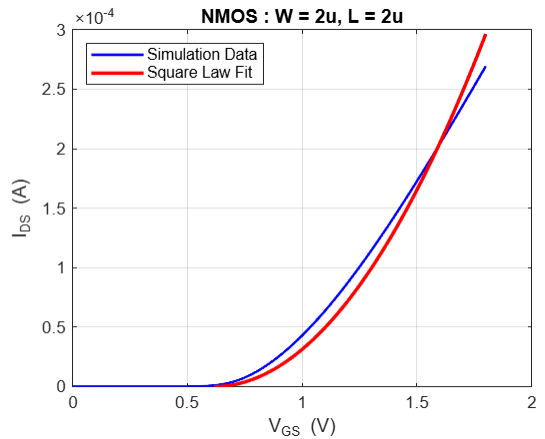 NMOS : W = 2u, L = 2u
×10⁻⁴
Simulation Data
Square Law Fit
3
2.5
2
1.5
1
0.5
0
I_DS (A)
0 0.5 1 1.5 2
V_GS (V)